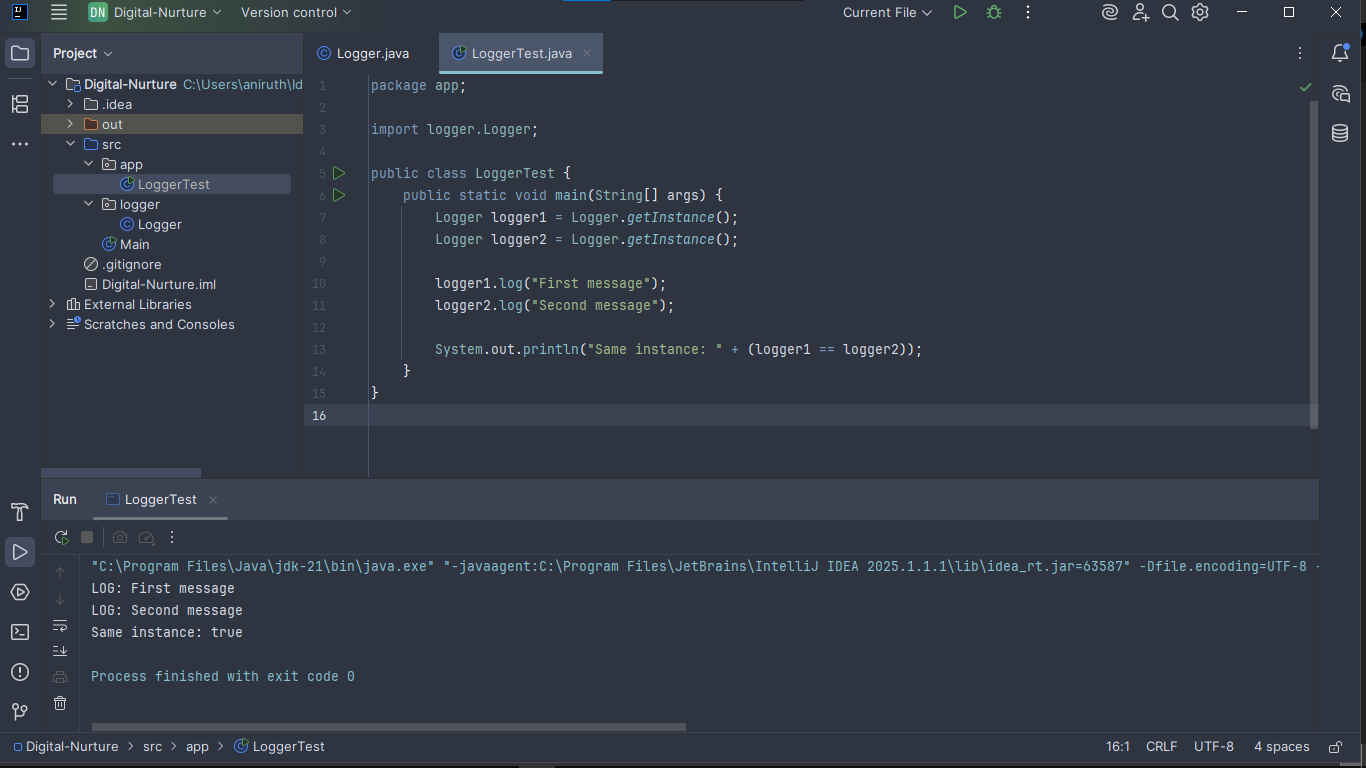 DN Digital-Nurture Version control Current File
Project
Logger.java LoggerTest.java
Digital-Nurture C:\Users\aniruth\Id
.idea
out
src
app
LoggerTest
logger
Logger
Main
.gitignore
Digital-Nurture.iml
External Libraries
Scratches and Consoles
1 package app;
2
3 import logger.Logger;
4
5 public class LoggerTest {
6 public static void main(String[] args) {
7 Logger logger1 = Logger.getInstance();
8 Logger logger2 = Logger.getInstance();
9
10 logger1.log("First message");
11 logger2.log("Second message");
12
13 System.out.println("Same instance: " + (logger1 == logger2));
14 }
15 }
16
Run LoggerTest
"C:\Program Files\Java\jdk-21\bin\java.exe" "-javaagent:C:\Program Files\JetBrains\IntelliJ IDEA 2025.1.1.1\lib\idea_rt.jar=63587" -Dfile.encoding=UTF-8 -
LOG: First message
LOG: Second message
Same instance: true
Process finished with exit code 0
Digital-Nurture > src > app > LoggerTest 16:1 CRLF UTF-8 4 spaces